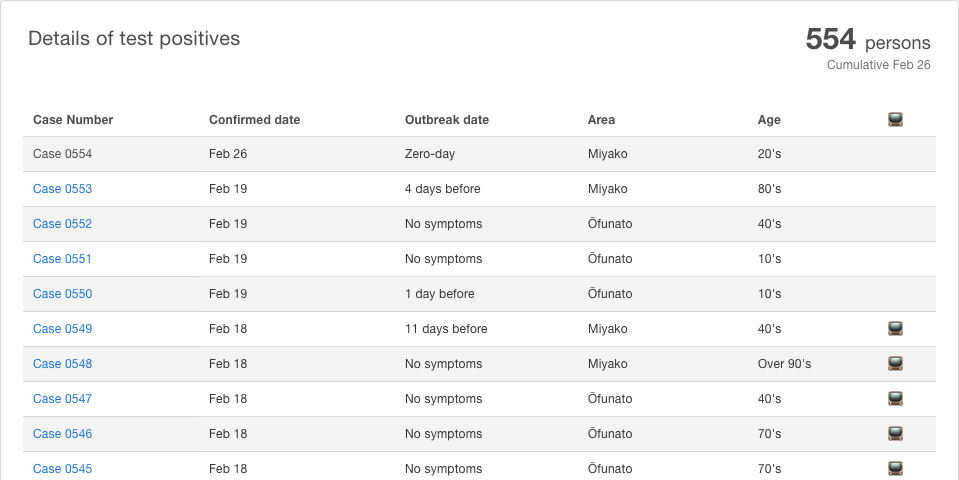 Details of test positives
554 persons
Cumulative Feb 26
Case Number Confirmed date Outbreak date Area Age
Case 0554 Feb 26 Zero-day Miyako 20's
Case 0553 Feb 19 4 days before Miyako 80's
Case 0552 Feb 19 No symptoms Ōfunato 40's
Case 0551 Feb 19 No symptoms Ōfunato 10's
Case 0550 Feb 19 1 day before Ōfunato 10's
Case 0549 Feb 18 11 days before Miyako 40's
Case 0548 Feb 18 No symptoms Miyako Over 90's
Case 0547 Feb 18 No symptoms Ōfunato 40's
Case 0546 Feb 18 No symptoms Ōfunato 70's
Case 0545 Feb 18 No symptoms Ōfunato 70's